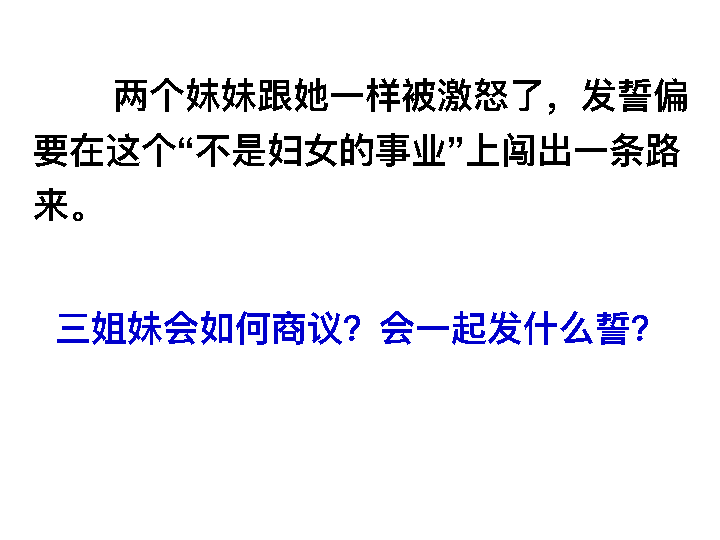 两个妹妹跟她一样被激怒了，发誓偏
要在这个“不是妇女的事业”上闯出一条路
来。
三姐妹会如何商议？会一起发什么誓？